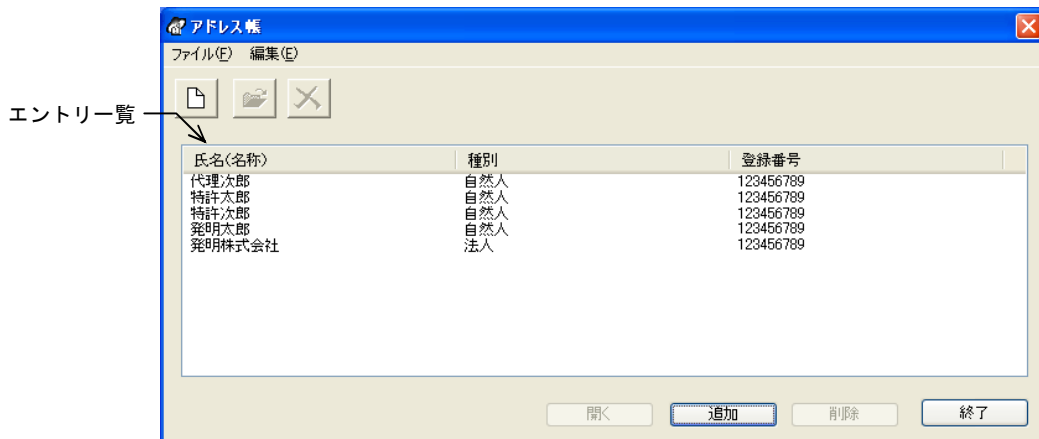 アドレス帳
ファイル(F) 編集(E)
エントリ一覧
氏名(名称) 種別 登録番号
代理次郎 自然人 123456789
特許太郎 自然人 123456789
特許次郎 自然人 123456789
発明太郎 自然人 123456789
発明株式会社 法人 123456789
開く 追加 削除 終了